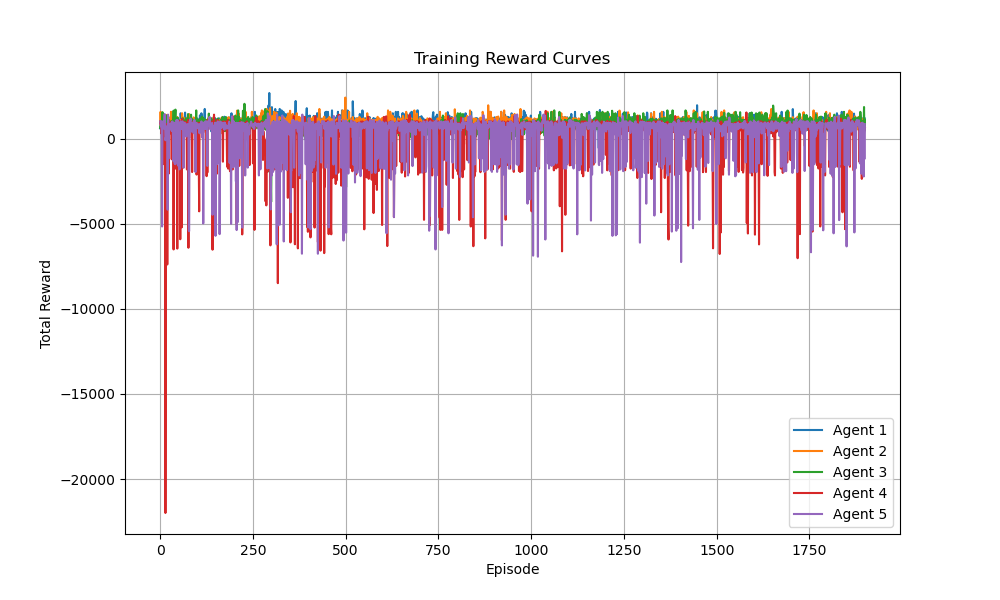 Training Reward Curves
Total Reward
0
−5000
−10000
−15000
−20000
0 250 500 750 1000 1250 1500 1750
Episode
Agent 1
Agent 2
Agent 3
Agent 4
Agent 5